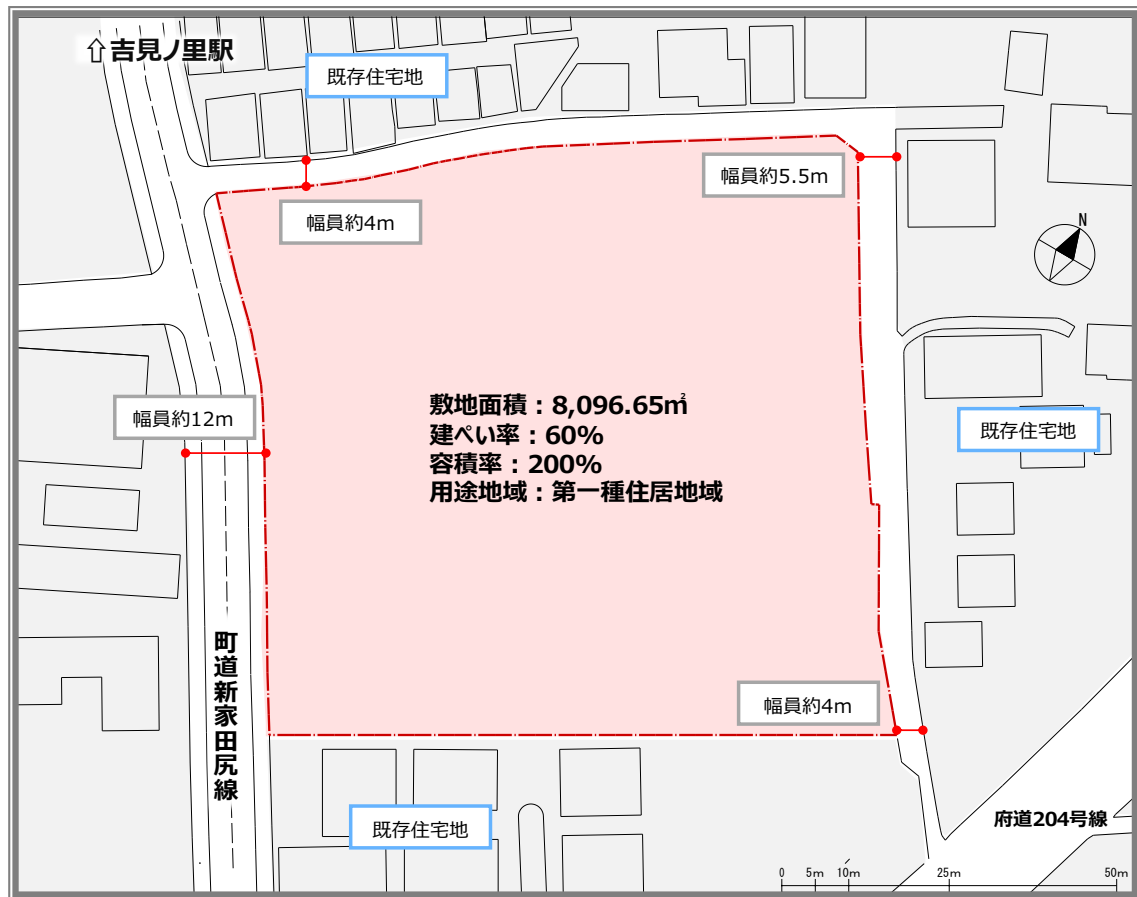 ⇧吉見ノ里駅
既存住宅地
幅員約5.5m
幅員約4m
N
幅員約12m
敷地面積：8,096.65㎡
建ぺい率：60%
容積率：200%
用途地域：第一種住居地域
既存住宅地
町道新家田尻線
幅員約4m
既存住宅地
府道204号線
0 5m 10m 25m 50m